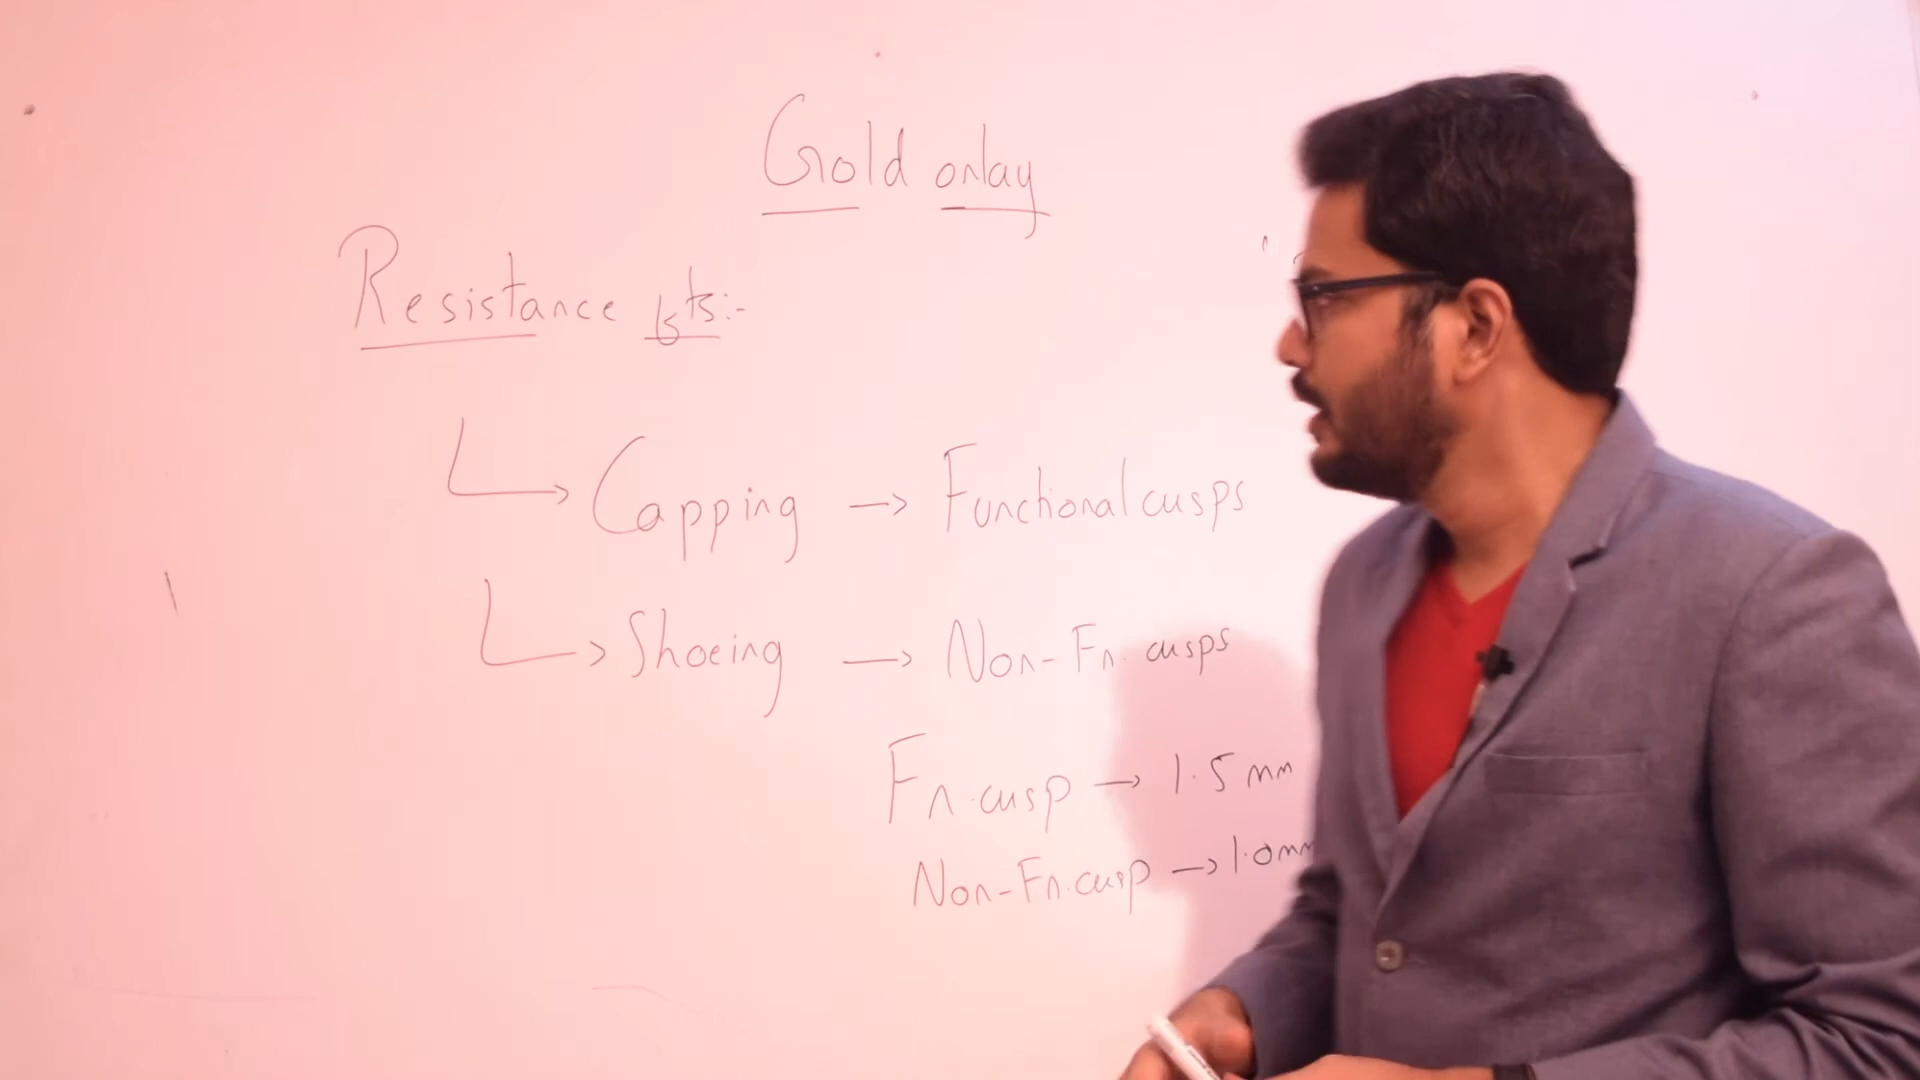 Gold onlay
Resistance fts:-
Capping → Functional cusps
Shoeing → Non-Fn. cusps
Fn. cusp → 1.5 mm
Non-Fn. cusp → 1.0mm